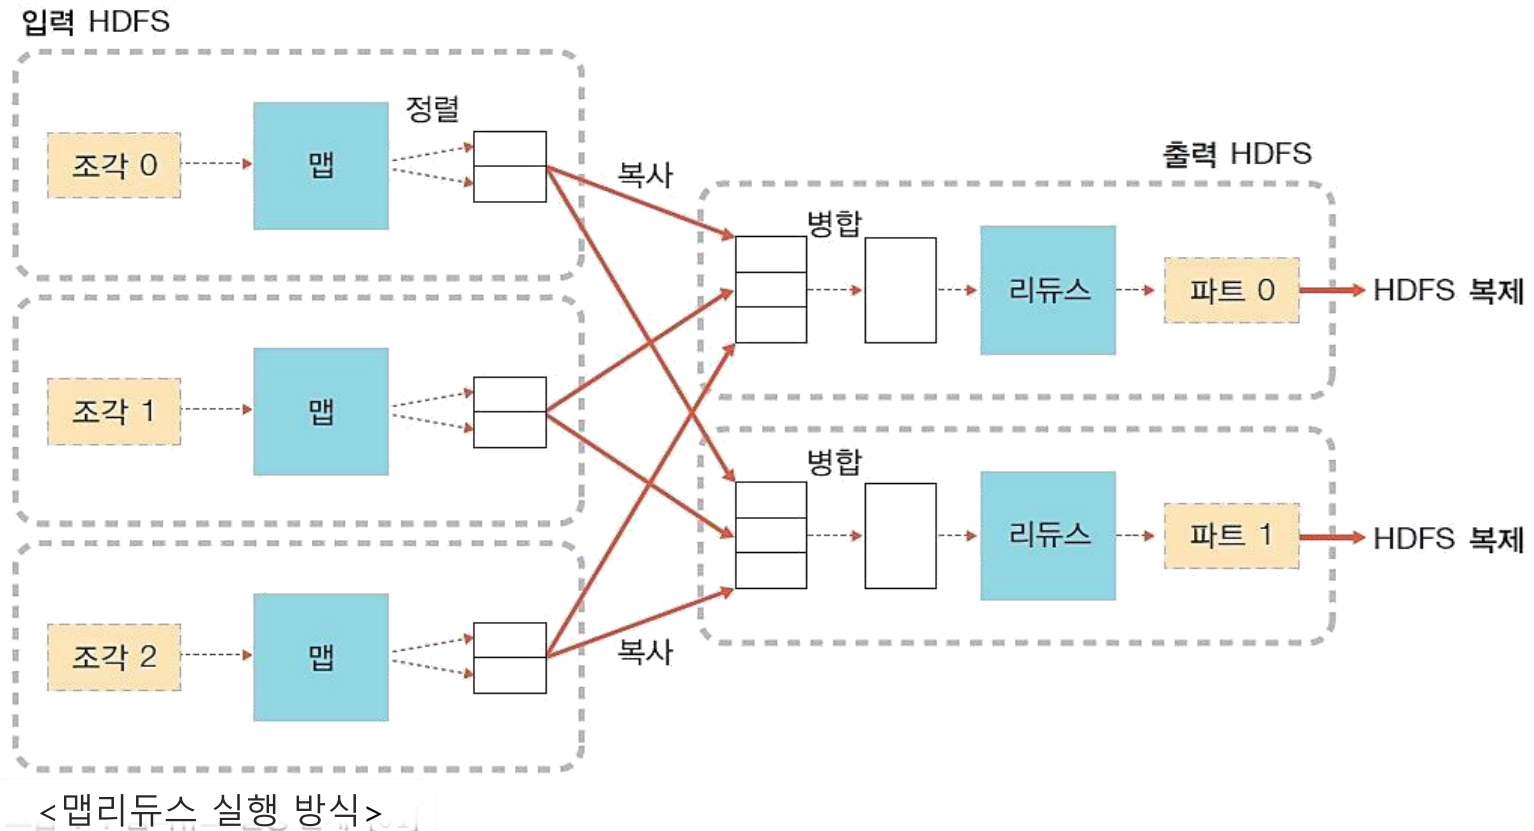 입력 HDFS
정렬
조각 0
맵
복사
출력 HDFS
병합
리듀스
파트 0
HDFS 복제
조각 1
맵
병합
리듀스
파트 1
HDFS 복제
조각 2
맵
복사
<맵리듀스 실행 방식>